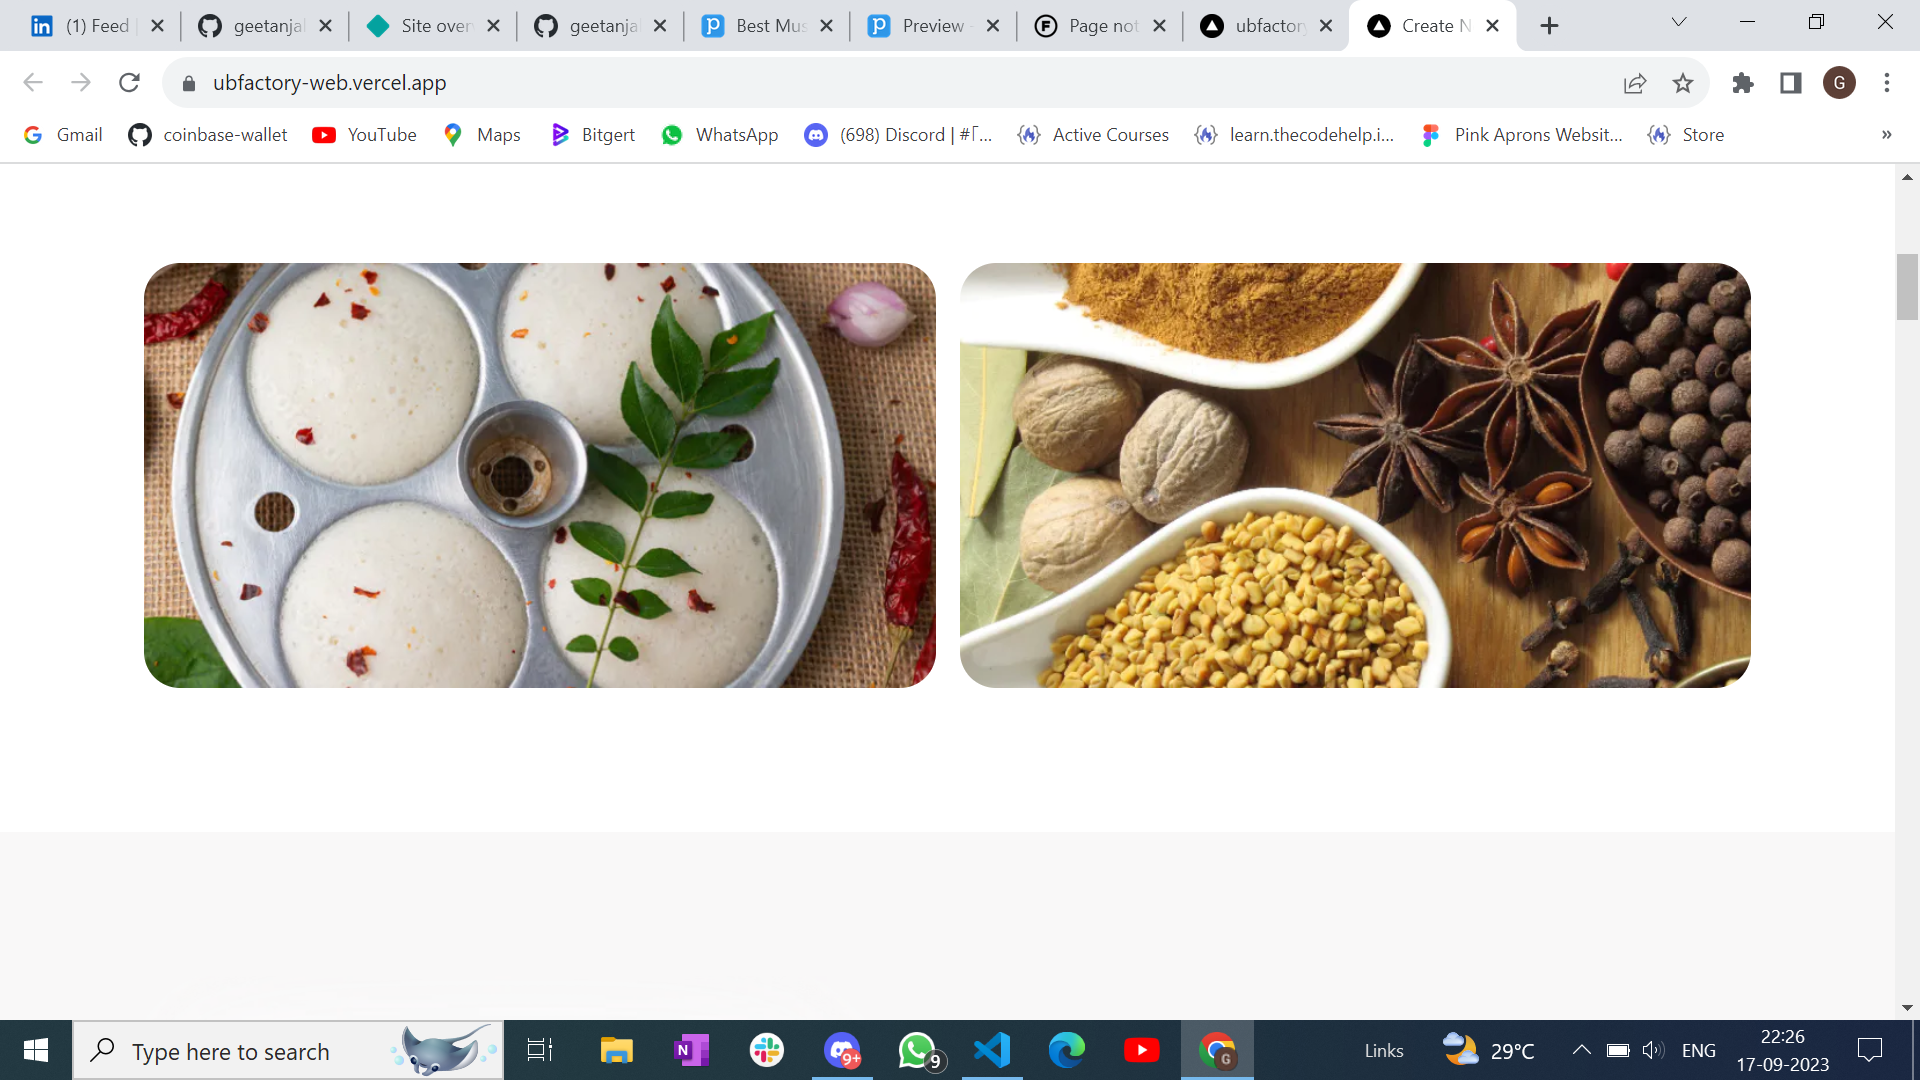 (1) Feed
geetanjal
Site over
geetanjal
Best Mus
Preview -
Page not
ubfactory
Create N
ubfactory-web.vercel.app
G
Gmail
coinbase-wallet
YouTube
Maps
Bitgert
WhatsApp
(698) Discord | #Γ...
Active Courses
learn.thecodehelp.i...
Pink Aprons Websit...
Store
»
Type here to search
9+
9
G
Links
29°C
ENG
22:26
17-09-2023